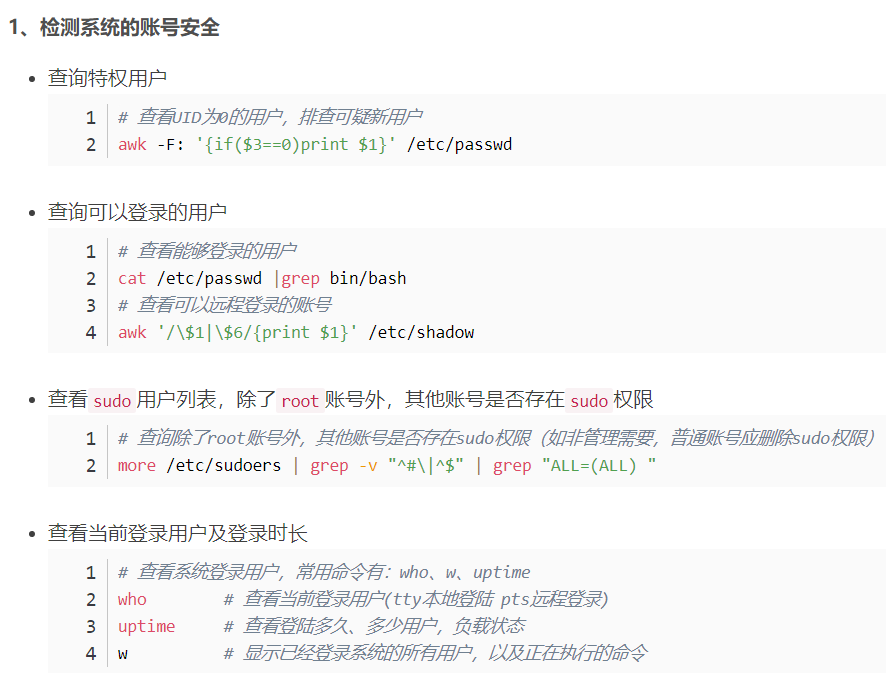 1、检测系统的账号安全
• 查询特权用户
1 # 查看UID为0的用户，排查可疑新用户
2 awk -F: '{if($3==0)print $1}' /etc/passwd
• 查询可以登录的用户
1 # 查看能够登录的用户
2 cat /etc/passwd |grep bin/bash
3 # 查看可以远程登录的账号
4 awk '/\$1|\$6/{print $1}' /etc/shadow
• 查看 sudo 用户列表，除了 root 账号外，其他账号是否存在 sudo 权限
1 # 查询除了root账号外，其他账号是否存在sudo权限（如非管理需要，普通账号应删除sudo权限）
2 more /etc/sudoers | grep -v "^#\|^$" | grep "ALL=(ALL) "
• 查看当前登录用户及登录时长
1 # 查看系统登录用户，常用命令有：who、w、uptime
2 who # 查看当前登录用户(tty本地登陆 pts远程登录)
3 uptime # 查看登陆多久、多少用户，负载状态
4 w # 显示已经登录系统的所有用户，以及正在执行的命令